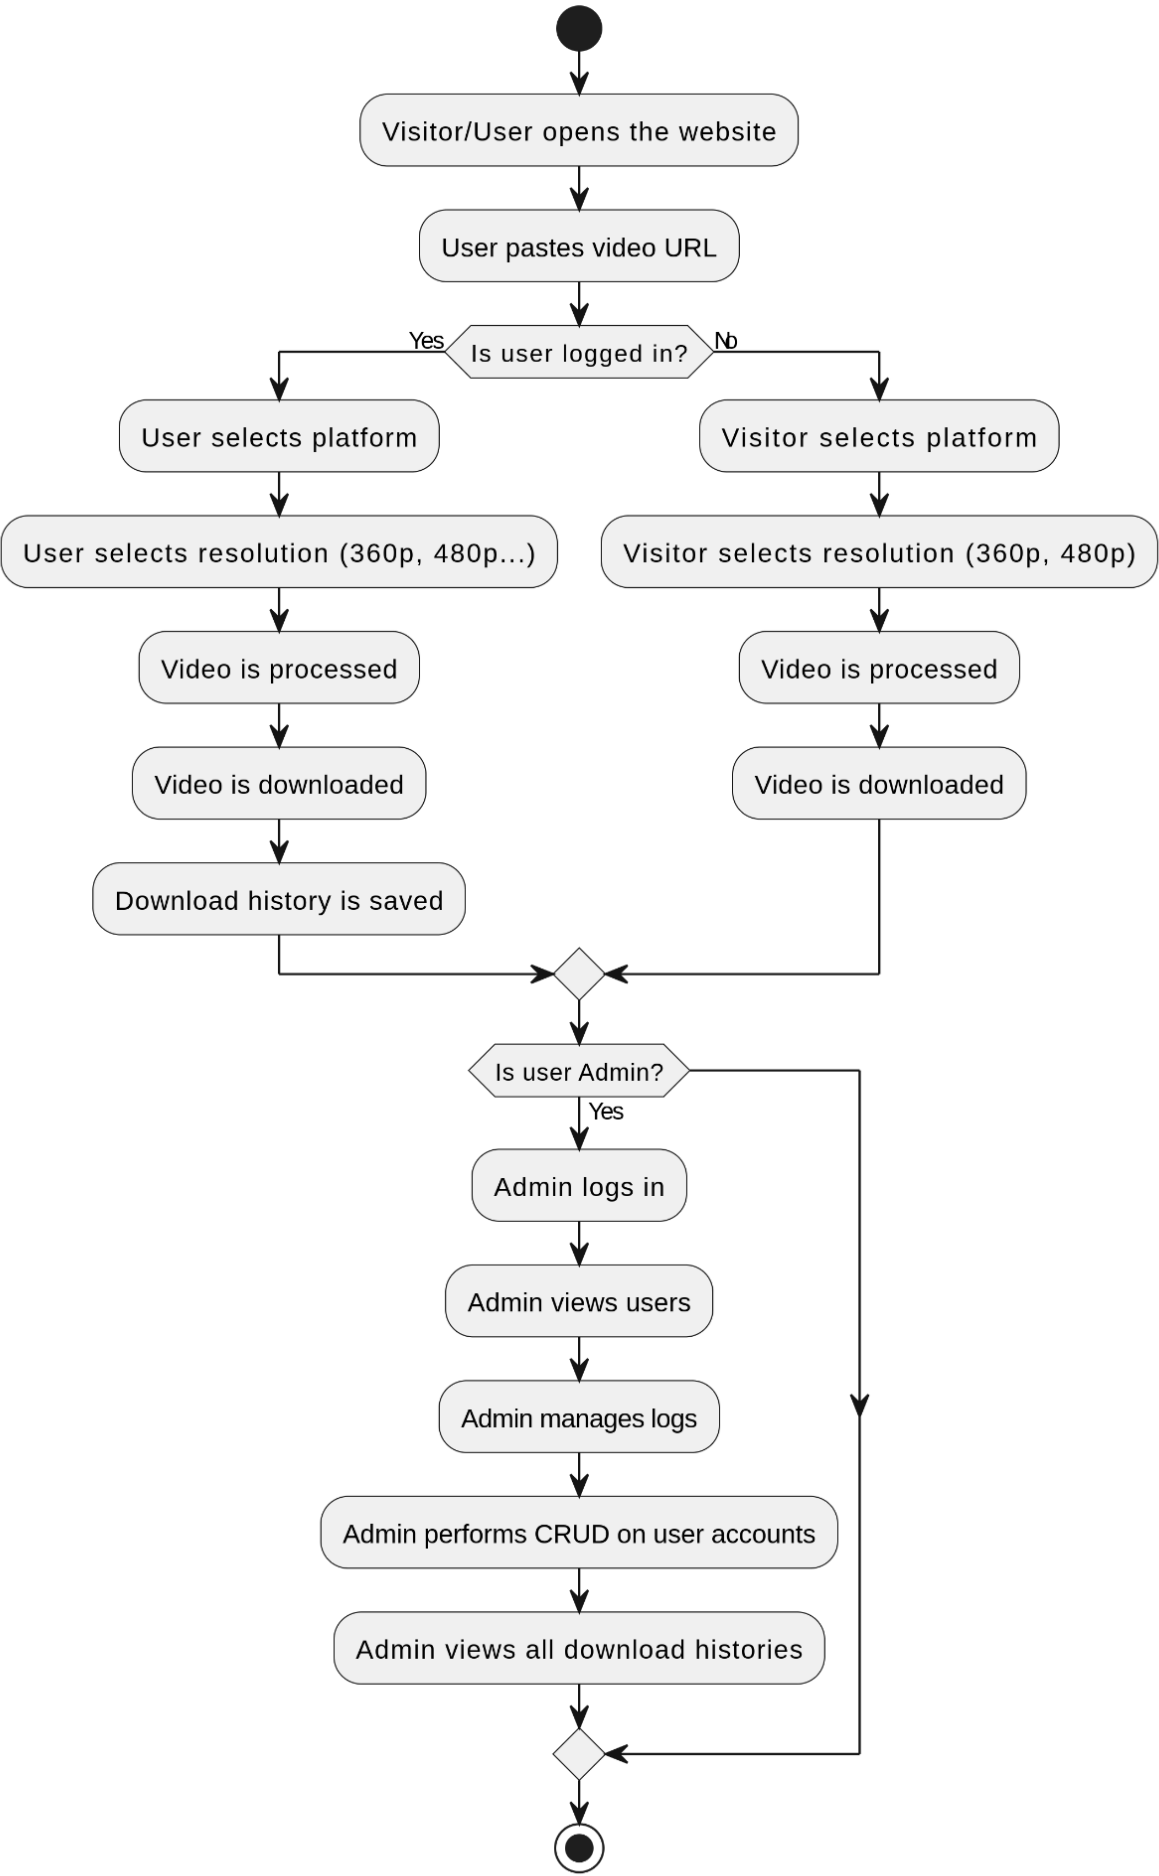 Visitor/User opens the website
User pastes video URL
Yes
Is user logged in?
No
User selects platform
Visitor selects platform
User selects resolution (360p, 480p...)
Visitor selects resolution (360p, 480p)
Video is processed
Video is processed
Video is downloaded
Video is downloaded
Download history is saved
Is user Admin?
Yes
Admin logs in
Admin views users
Admin manages logs
Admin performs CRUD on user accounts
Admin views all download histories